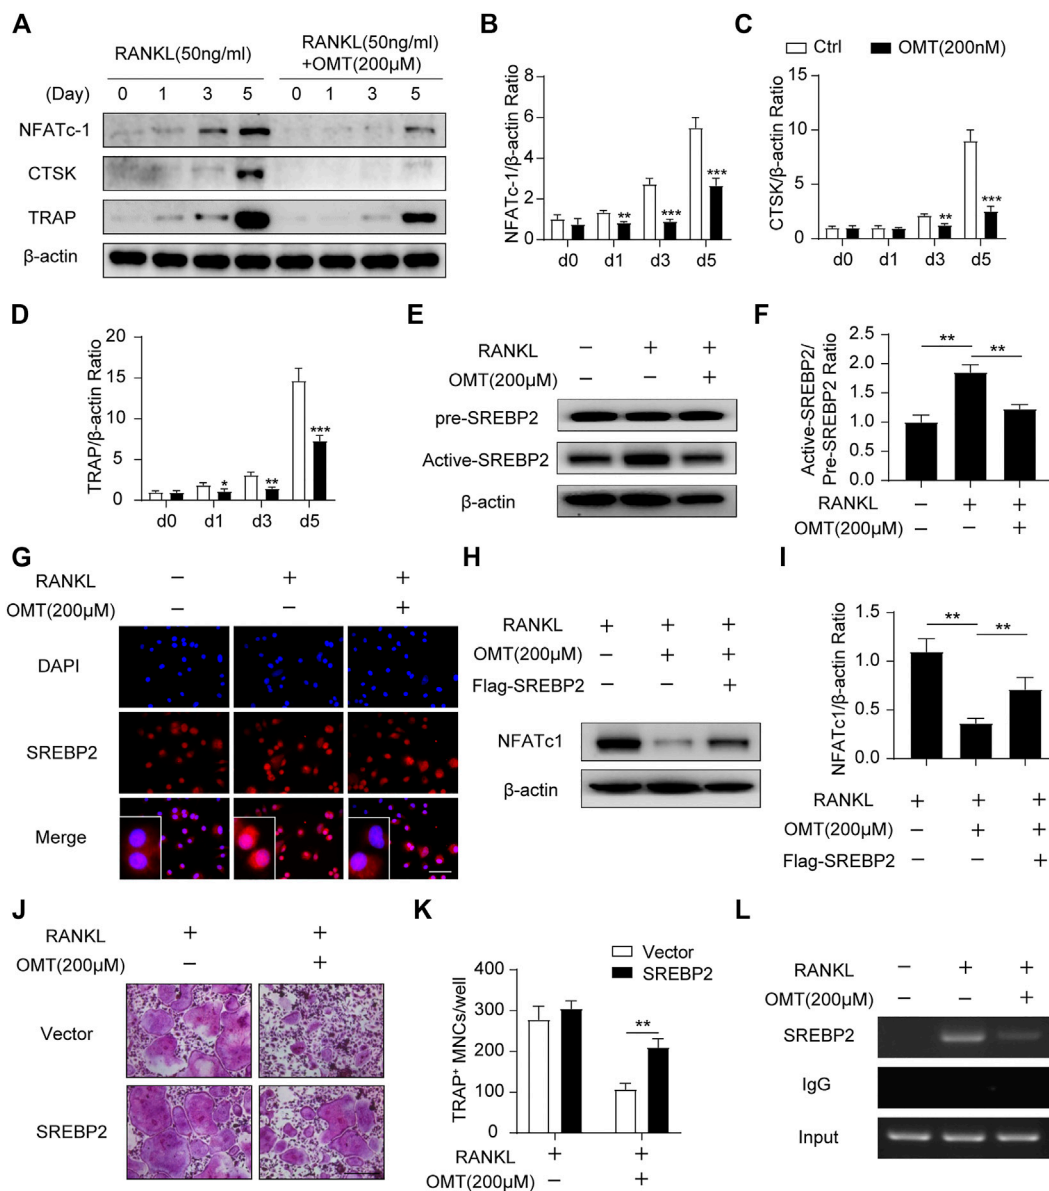 A
RANKL(50ng/ml)
RANKL(50ng/ml)
+OMT(200μM)
(Day) 0 1 3 5 0 1 3 5
NFATc-1
CTSK
TRAP
β-actin
B
NFATc-1/β-actin Ratio
8
6
4
2
0
** *** ***
d0 d1 d3 d5
C
Ctrl OMT(200nM)
CTSK/β-actin Ratio
15
10
5
0
** ***
d0 d1 d3 d5
D
TRAP/β-actin Ratio
20
15
10
5
0
* ** ***
d0 d1 d3 d5
E
RANKL − + +
OMT(200μM) − − +
pre-SREBP2
Active-SREBP2
β-actin
F
Active-SREBP2/
Pre-SREBP2 Ratio
2.5
2.0
1.5
1.0
0.5
0.0
** **
RANKL − + +
OMT(200μM) − − +
G
RANKL − + +
OMT(200μM) − − +
DAPI
SREBP2
Merge
H
RANKL + + +
OMT(200μM) − + +
Flag-SREBP2 − − +
NFATc1
β-actin
I
NFATc1/β-actin Ratio
1.5
1.0
0.5
0.0
** **
RANKL + + +
OMT(200μM) − + +
Flag-SREBP2 − − +
J
RANKL + +
OMT(200μM) − +
Vector
SREBP2
K
Vector
SREBP2
TRAP⁺ MNCs/well
400
300
200
100
0
**
RANKL + +
OMT(200μM) − +
L
RANKL − + +
OMT(200μM) − − +
SREBP2
IgG
Input